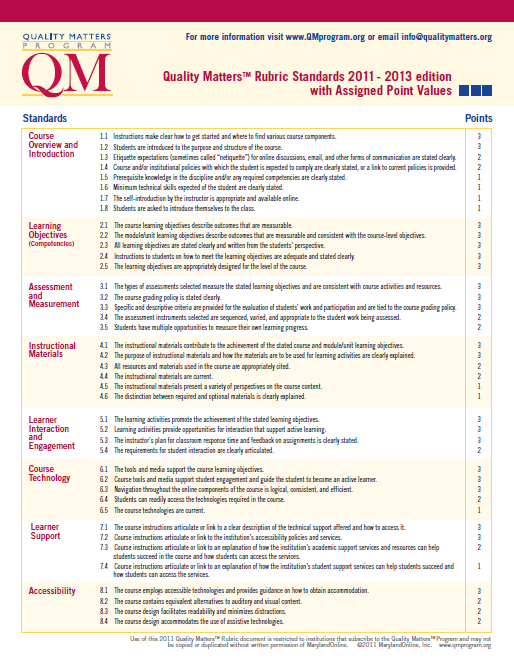 QUALITY MATTERS
PROGRAM
QM
For more information visit www.QMprogram.org or email info@qualitymatters.org
Quality Matters™ Rubric Standards 2011 - 2013 edition
with Assigned Point Values
Standards Points
Course Overview and Introduction
1.1 Instructions make clear how to get started and where to find various course components. 3
1.2 Students are introduced to the purpose and structure of the course. 3
1.3 Etiquette expectations (sometimes called "netiquette") for online discussions, email, and other forms of communication are stated clearly. 2
1.4 Course and/or institutional policies with which the student is expected to comply are clearly stated, or a link to current policies is provided. 2
1.5 Prerequisite knowledge in the discipline and/or any required competencies are clearly stated. 1
1.6 Minimum technical skills expected of the student are clearly stated. 1
1.7 The self-introduction by the instructor is appropriate and available online. 1
1.8 Students are asked to introduce themselves to the class. 1
Learning Objectives (Competencies)
2.1 The course learning objectives describe outcomes that are measurable. 3
2.2 The module/unit learning objectives describe outcomes that are measurable and consistent with the course-level objectives. 3
2.3 All learning objectives are stated clearly and written from the students' perspective. 3
2.4 Instructions to students on how to meet the learning objectives are adequate and stated clearly. 3
2.5 The learning objectives are appropriately designed for the level of the course. 3
Assessment and Measurement
3.1 The types of assessments selected measure the stated learning objectives and are consistent with course activities and resources. 3
3.2 The course grading policy is stated clearly. 3
3.3 Specific and descriptive criteria are provided for the evaluation of students' work and participation and are tied to the course grading policy. 3
3.4 The assessment instruments selected are sequenced, varied, and appropriate to the student work being assessed. 2
3.5 Students have multiple opportunities to measure their own learning progress. 2
Instructional Materials
4.1 The instructional materials contribute to the achievement of the stated course and module/unit learning objectives. 3
4.2 The purpose of instructional materials and how the materials are to be used for learning activities are clearly explained. 3
4.3 All resources and materials used in the course are appropriately cited. 2
4.4 The instructional materials are current. 2
4.5 The instructional materials present a variety of perspectives on the course content. 1
4.6 The distinction between required and optional materials is clearly explained. 1
Learner Interaction and Engagement
5.1 The learning activities promote the achievement of the stated learning objectives. 3
5.2 Learning activities provide opportunities for interaction that support active learning. 3
5.3 The instructor's plan for classroom response time and feedback on assignments is clearly stated. 3
5.4 The requirements for student interaction are clearly articulated. 2
Course Technology
6.1 The tools and media support the course learning objectives. 3
6.2 Course tools and media support student engagement and guide the student to become an active learner. 3
6.3 Navigation throughout the online components of the course is logical, consistent, and efficient. 3
6.4 Students can readily access the technologies required in the course. 2
6.5 The course technologies are current. 1
Learner Support
7.1 The course instructions articulate or link to a clear description of the technical support offered and how to access it. 3
7.2 Course instructions articulate or link to the institution's accessibility policies and services. 3
7.3 Course instructions articulate or link to an explanation of how the institution's academic support services and resources can help 2
students succeed in the course and how students can access the services.
7.4 Course instructions articulate or link to an explanation of how the institution's student support services can help students succeed and 1
how students can access the services.
Accessibility
8.1 The course employs accessible technologies and provides guidance on how to obtain accommodation. 3
8.2 The course contains equivalent alternatives to auditory and visual content. 2
8.3 The course design facilitates readability and minimizes distractions. 2
8.4 The course design accommodates the use of assistive technologies. 2
Use of this 2011 Quality Matters™ Rubric document is restricted to institutions that subscribe to the Quality Matters™ Program and may not
be copied or duplicated without written permission of MarylandOnline. ©2011 MarylandOnline, Inc. www.qmprogram.org